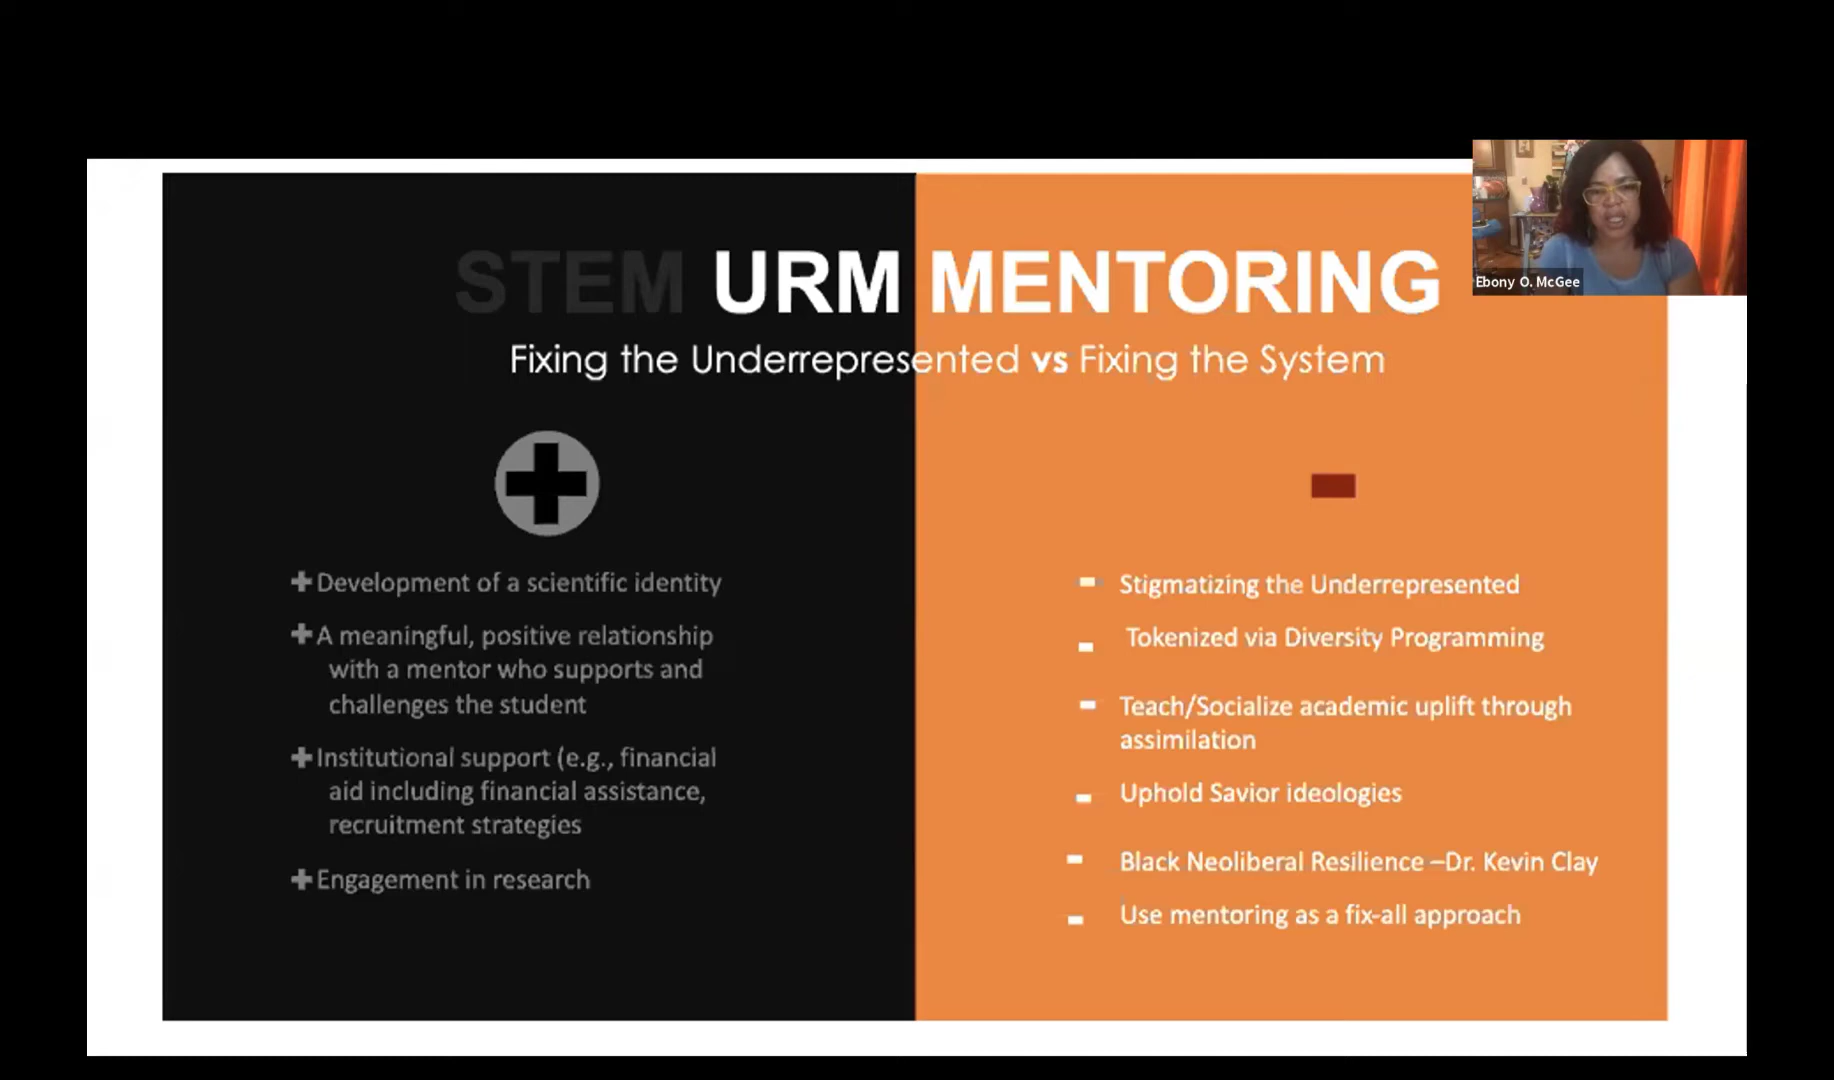 STEM URM MENTORING
Fixing the Underrepresented vs Fixing the System
Ebony O. McGee
Development of a scientific identity
A meaningful, positive relationship
with a mentor who supports and
challenges the student
Institutional support (e.g., financial
aid including financial assistance,
recruitment strategies
Engagement in research
Stigmatizing the Underrepresented
Tokenized via Diversity Programming
Teach/Socialize academic uplift through
assimilation
Uphold Savior ideologies
Black Neoliberal Resilience –Dr. Kevin Clay
Use mentoring as a fix-all approach